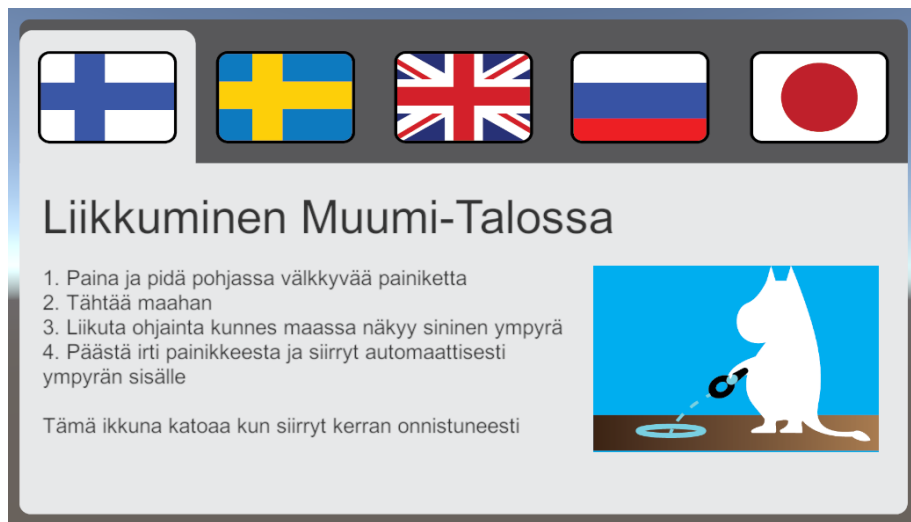 Liikkuminen Muumi-Talossa
1. Paina ja pidä pohjassa välkkyvää painiketta
2. Tähtää maahan
3. Liikuta ohjainta kunnes maassa näkyy sininen ympyrä
4. Päästä irti painikkeesta ja siirryt automaattisesti
ympyrän sisälle
Tämä ikkuna katoaa kun siirryt kerran onnistuneesti